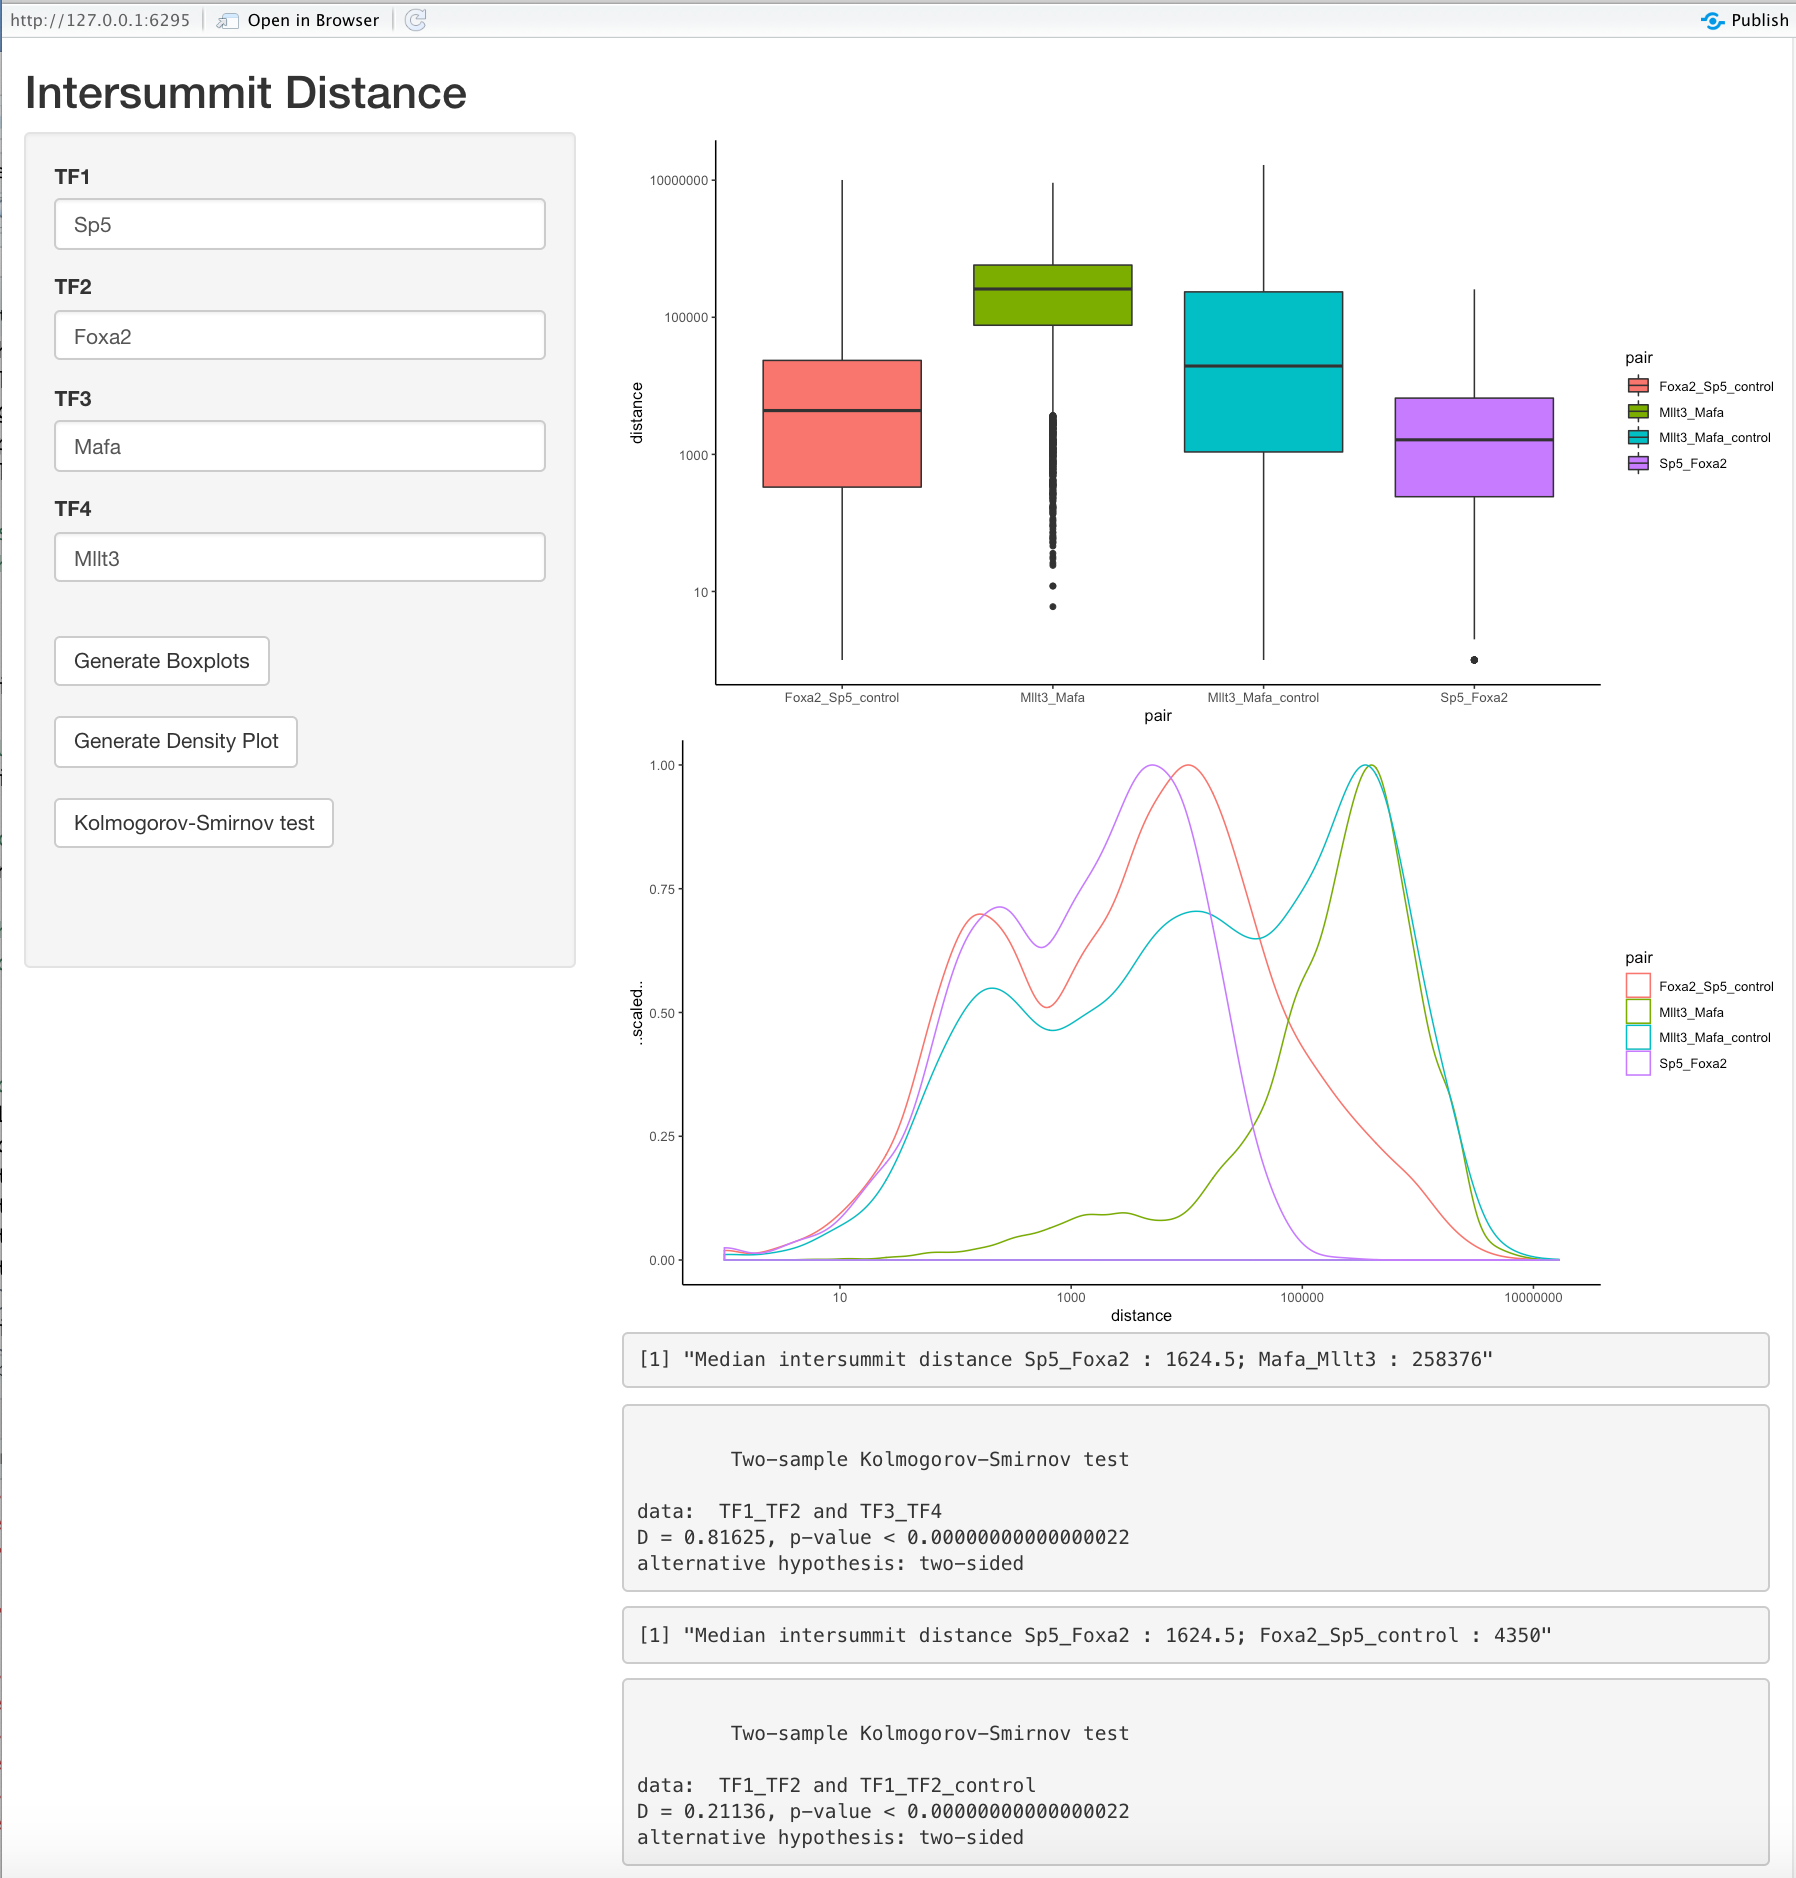 http://127.0.0.1:6295 Open in Browser Publish
Intersummit Distance
TF1
Sp5
TF2
Foxa2
TF3
Mafa
TF4
Mllt3
Generate Boxplots
Generate Density Plot
Kolmogorov-Smirnov test
10000000
100000
1000
10
distance
Foxa2_Sp5_control Mllt3_Mafa Mllt3_Mafa_control Sp5_Foxa2
pair
pair
Foxa2_Sp5_control
Mllt3_Mafa
Mllt3_Mafa_control
Sp5_Foxa2
1.00
0.75
0.50
0.25
0.00
..scaled..
10 1000 100000 10000000
distance
pair
Foxa2_Sp5_control
Mllt3_Mafa
Mllt3_Mafa_control
Sp5_Foxa2
[1] "Median intersummit distance Sp5_Foxa2 : 1624.5; Mafa_Mllt3 : 258376"
Two-sample Kolmogorov-Smirnov test
data: TF1_TF2 and TF3_TF4
D = 0.81625, p-value < 0.00000000000000022
alternative hypothesis: two-sided
[1] "Median intersummit distance Sp5_Foxa2 : 1624.5; Foxa2_Sp5_control : 4350"
Two-sample Kolmogorov-Smirnov test
data: TF1_TF2 and TF1_TF2_control
D = 0.21136, p-value < 0.00000000000000022
alternative hypothesis: two-sided